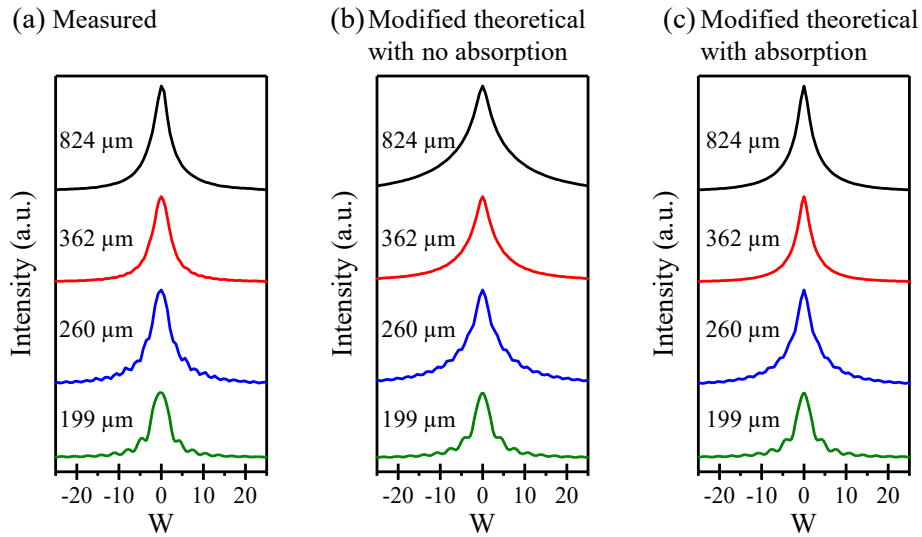 (a) Measured
Intensity (a.u.)
824 µm
362 µm
260 µm
199 µm
-20 -10 0 10 20
W
(b) Modified theoretical
with no absorption
Intensity (a.u.)
824 µm
362 µm
260 µm
199 µm
-20 -10 0 10 20
W
(c) Modified theoretical
with absorption
Intensity (a.u.)
824 µm
362 µm
260 µm
199 µm
-20 -10 0 10 20
W